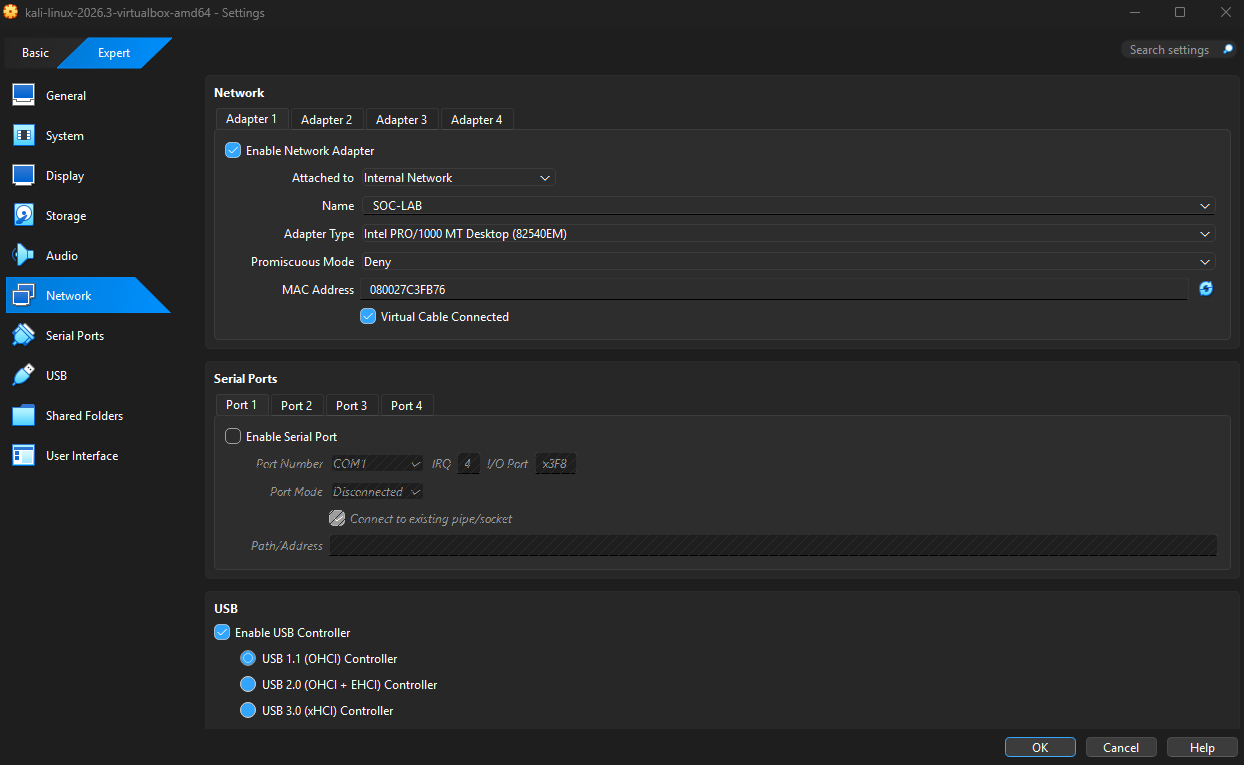 kali-linux-2026.3-virtualbox-amd64 - Settings
Basic Expert Search settings
General
System
Display
Storage
Audio
Network
Serial Ports
USB
Shared Folders
User Interface
Network
Adapter 1 Adapter 2 Adapter 3 Adapter 4
Enable Network Adapter
Attached to Internal Network
Name SOC-LAB
Adapter Type Intel PRO/1000 MT Desktop (82540EM)
Promiscuous Mode Deny
MAC Address 080027C3FB76
Virtual Cable Connected
Serial Ports
Port 1 Port 2 Port 3 Port 4
Enable Serial Port
Port Number COM1 IRQ 4 I/O Port x3F8
Port Mode Disconnected
Connect to existing pipe/socket
Path/Address
USB
Enable USB Controller
USB 1.1 (OHCI) Controller
USB 2.0 (OHCI + EHCI) Controller
USB 3.0 (xHCI) Controller
OK Cancel Help